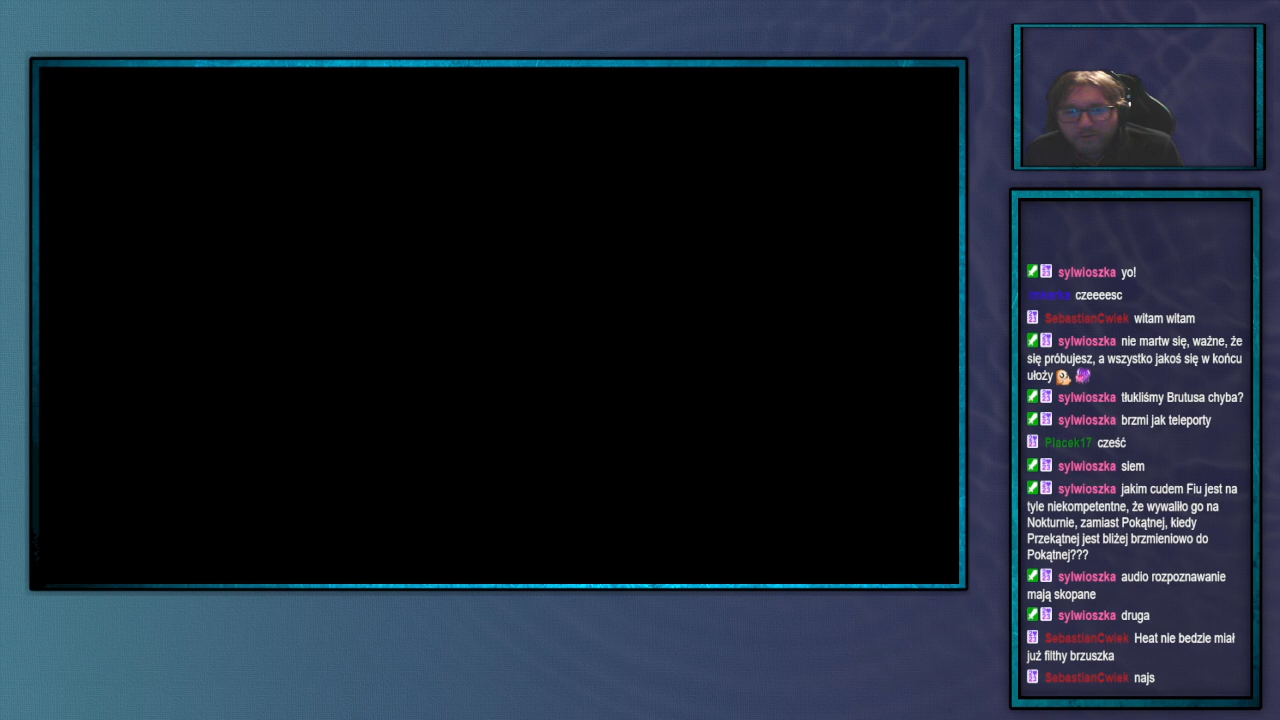 sylwioszka yo!
czeeeesc
SebastianCwiek witam witam
sylwioszka nie martw się, ważne, że
się próbujesz, a wszystko jakoś się w końcu
ułoży
sylwioszka tłukliśmy Brutusa chyba?
sylwioszka brzmi jak teleporty
Placek17 cześć
sylwioszka siem
sylwioszka jakim cudem Fiu jest na
tyle niekompetentne, że wywaliło go na
Nokturnie, zamiast Pokątnej, kiedy
Przekątnej jest bliżej brzmieniowo do
Pokątnej???
sylwioszka audio rozpoznawanie
mają skopane
sylwioszka druga
SebastianCwiek Heat nie bedzie miał
już filthy brzuszka
SebastianCwiek najs